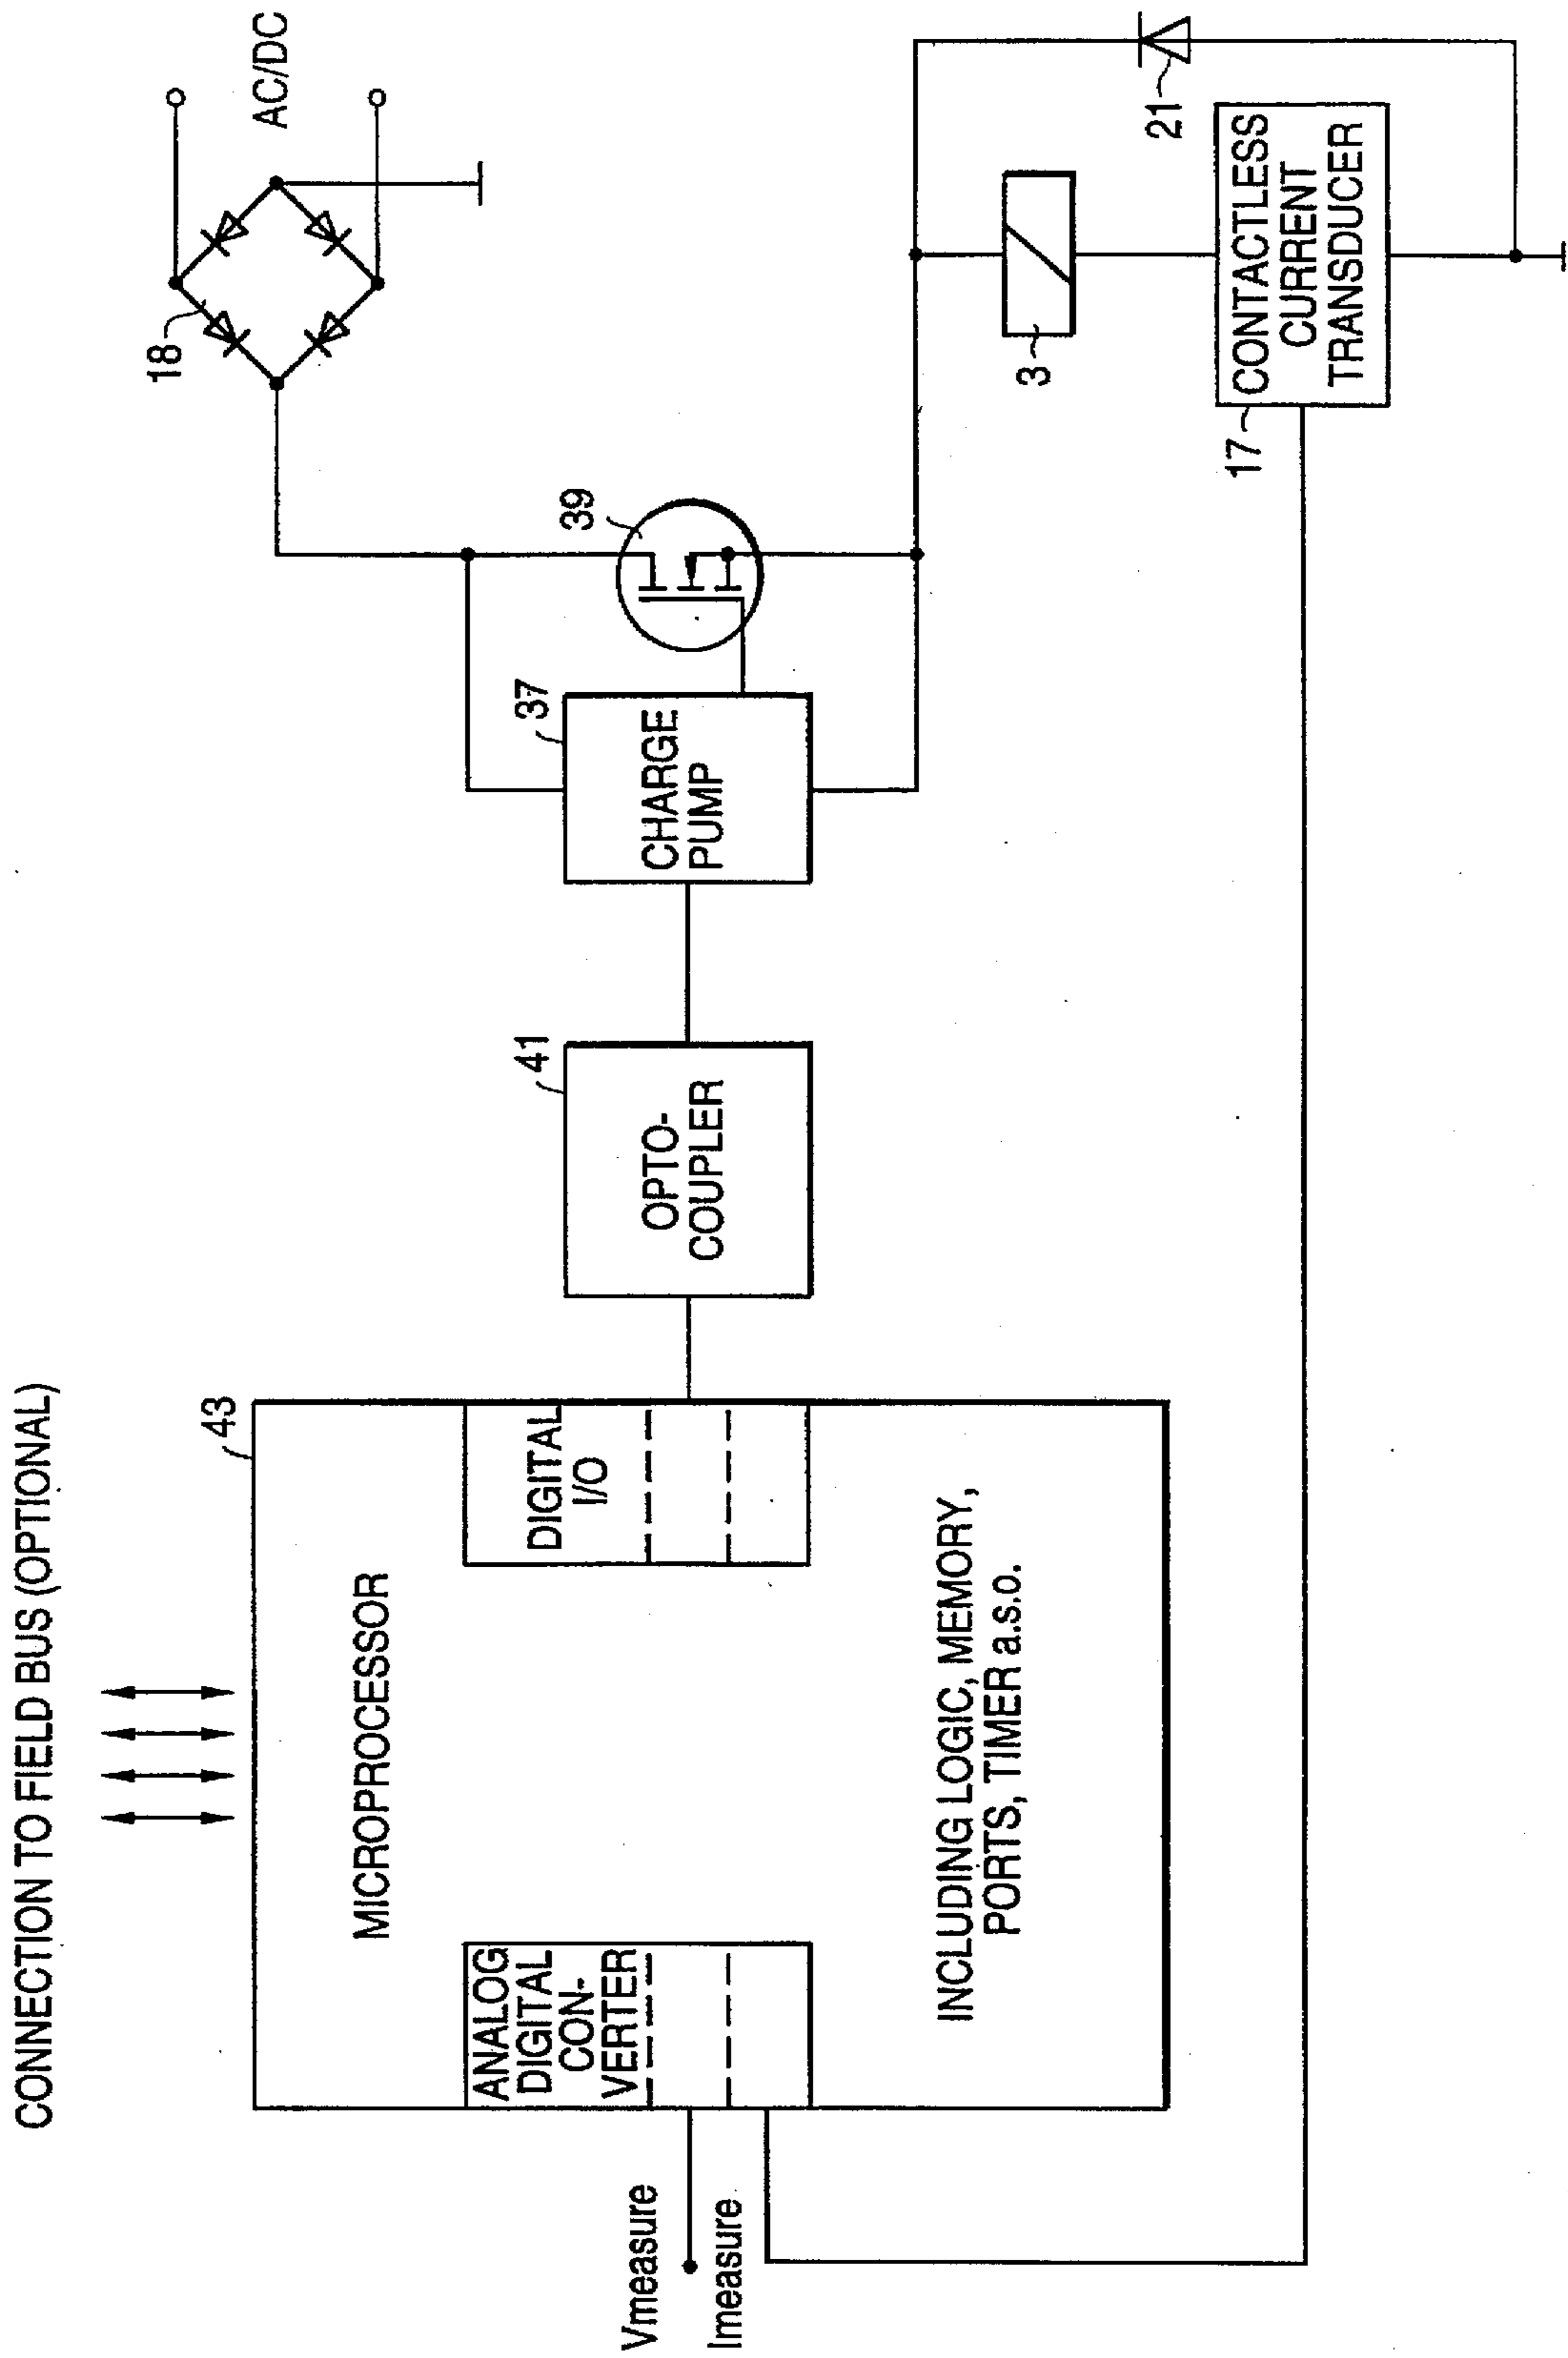 CONNECTION TO FIELD BUS (OPTIONAL)
43
MICROPROCESSOR
ANALOG
DIGITAL
CON-
VERTER
DIGITAL
I/O
INCLUDING LOGIC, MEMORY,
PORTS, TIMER a.s.o.
Vmeasure
Imeasure
41
OPTO-
COUPLER
37
CHARGE
PUMP
39
18
AC/DC
3
17
CONTACTLESS
CURRENT
TRANSDUCER
21